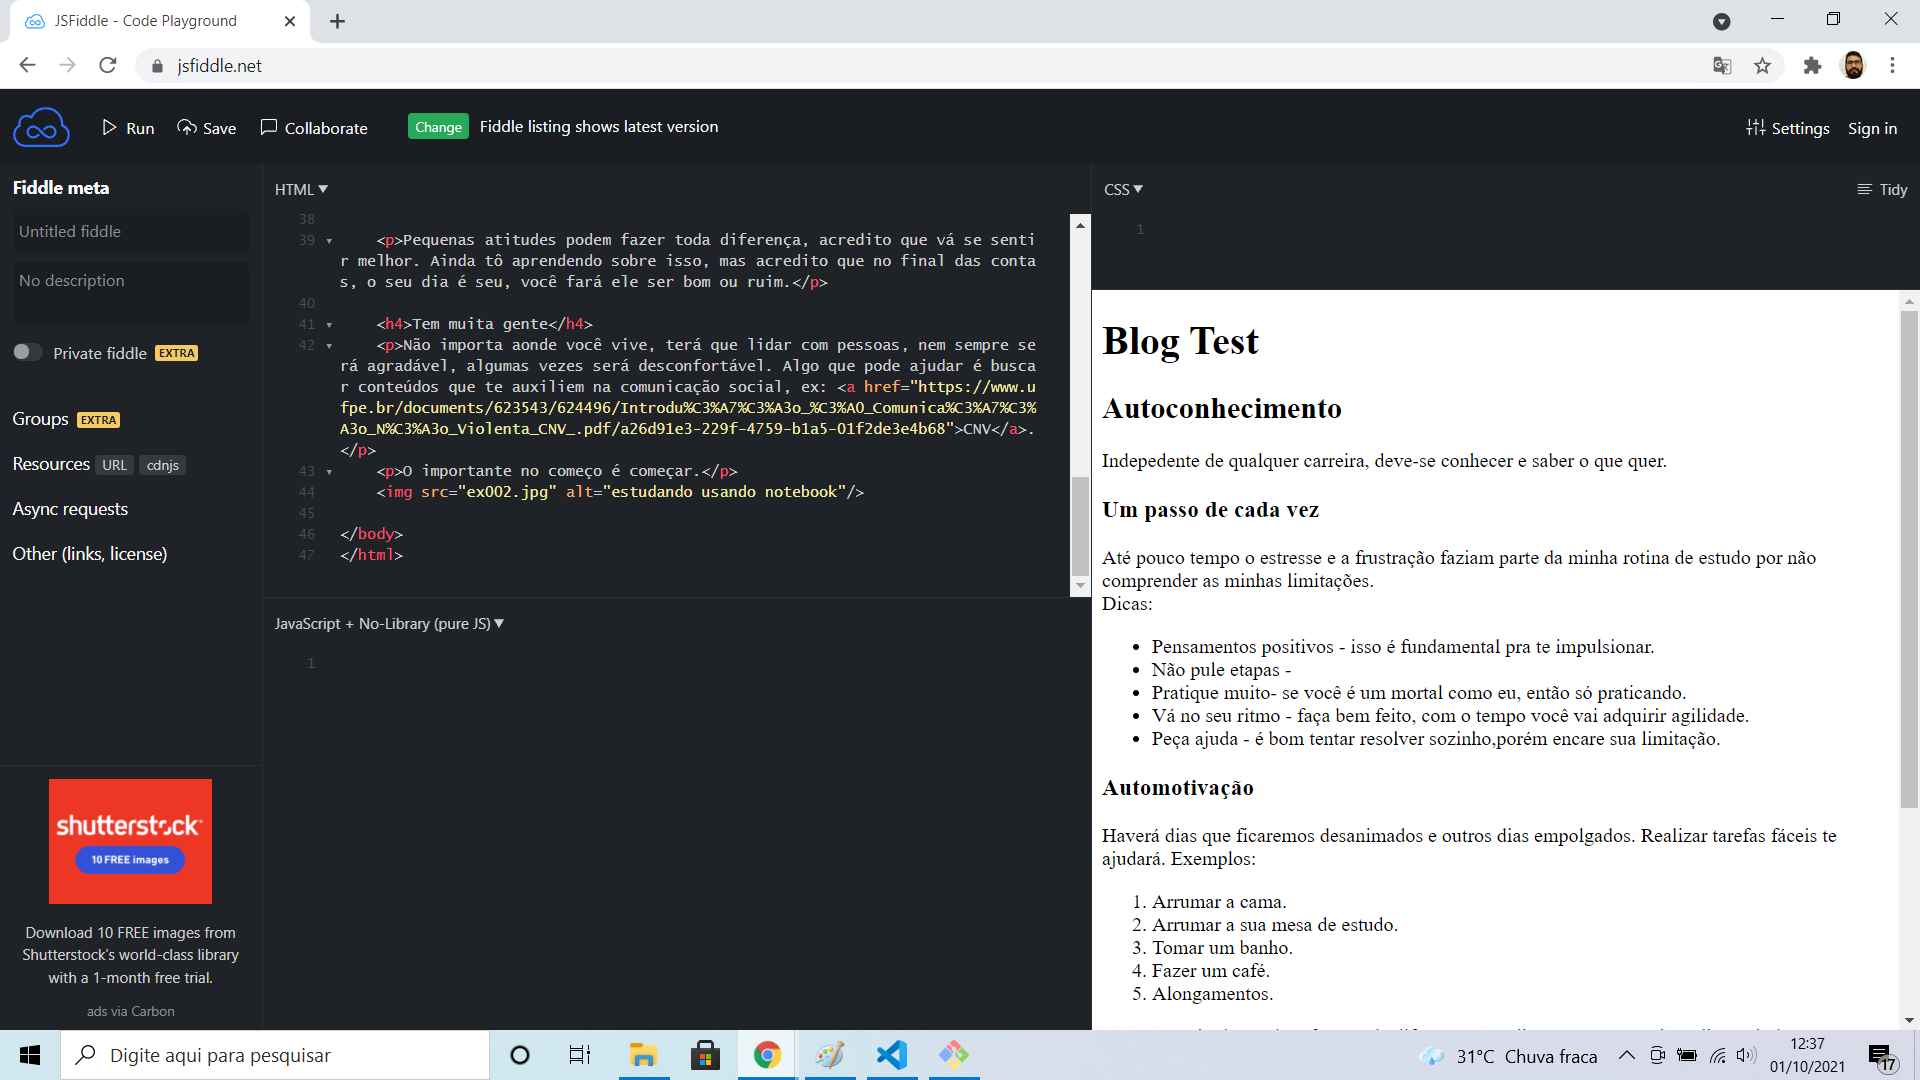 JSFiddle - Code Playground
jsfiddle.net
Run
Save
Collaborate
Change
Fiddle listing shows latest version
Settings
Sign in
Fiddle meta
Untitled fiddle
No description
Private fiddle EXTRA
Groups EXTRA
Resources URL cdnjs
Async requests
Other (links, license)
shutterstock
10 FREE images
Download 10 FREE images from
Shutterstock's world-class library
with a 1-month free trial.
ads via Carbon
HTML
38
39 <p>Pequenas atitudes podem fazer toda diferença, acredito que vá se senti
r melhor. Ainda tô aprendendo sobre isso, mas acredito que no final das conta
s, o seu dia é seu, você fará ele ser bom ou ruim.</p>
40
41 <h4>Tem muita gente</h4>
42 <p>Não importa aonde você vive, terá que lidar com pessoas, nem sempre se
rá agradável, algumas vezes será desconfortável. Algo que pode ajudar é busca
r conteúdos que te auxiliem na comunicação social, ex: <a href="https://www.u
fpe.br/documents/623543/624496/Introdu%C3%A7%C3%A3o_%C3%A0_Comunica%C3%A7%C3%
A3o_N%C3%A3o_Violenta_CNV_.pdf/a26d91e3-229f-4759-b1a5-01f2de3e4b68">CNV</a>.
</p>
43 <p>O importante no começo é começar.</p>
44 <img src="ex002.jpg" alt="estudando usando notebook"/>
45
46 </body>
47 </html>
JavaScript + No-Library (pure JS)
1
CSS
Tidy
1
Blog Test
Autoconhecimento
Indepedente de qualquer carreira, deve-se conhecer e saber o que quer.
Um passo de cada vez
Até pouco tempo o estresse e a frustração faziam parte da minha rotina de estudo por não
comprender as minhas limitações.
Dicas:
• Pensamentos positivos - isso é fundamental pra te impulsionar.
• Não pule etapas -
• Pratique muito- se você é um mortal como eu, então só praticando.
• Vá no seu ritmo - faça bem feito, com o tempo você vai adquirir agilidade.
• Peça ajuda - é bom tentar resolver sozinho,porém encare sua limitação.
Automotivação
Haverá dias que ficaremos desanimados e outros dias empolgados. Realizar tarefas fáceis te
ajudará. Exemplos:
1. Arrumar a cama.
2. Arrumar a sua mesa de estudo.
3. Tomar um banho.
4. Fazer um café.
5. Alongamentos.
Digite aqui para pesquisar
31°C Chuva fraca
12:37
01/10/2021
17